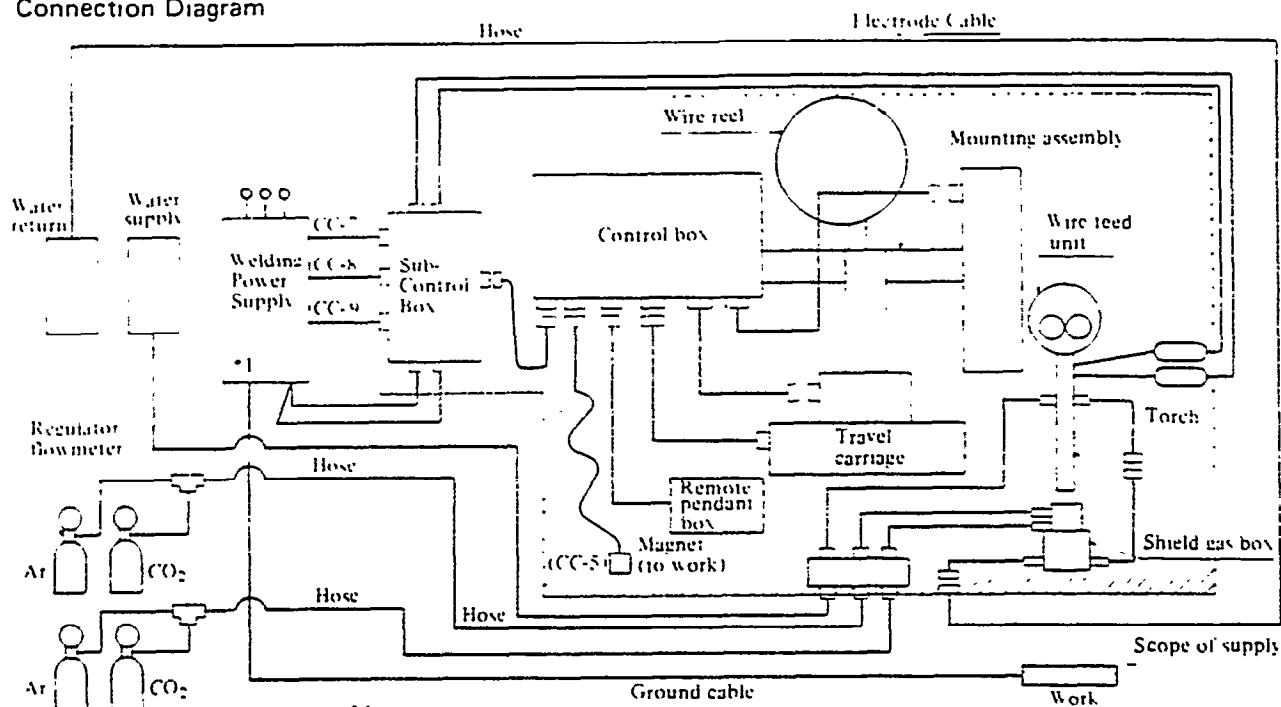 Connection Diagram
Hose
Electrode Cable
Wire reel
Mounting assembly
Water
return
Water
supply
Wire feed
unit
Control box
CC-7
Welding
Power
Supply
CC-8
Sub-
Control
Box
CC-9
Regulator
flowmeter
Torch
Hose
Travel
carriage
Remote
pendant
box
Ar
CO₂
(CC-5)
Magnet
(to work)
Shield gas box
Hose
Hose
Scope of supply
Ar
CO₂
Ground cable
Work